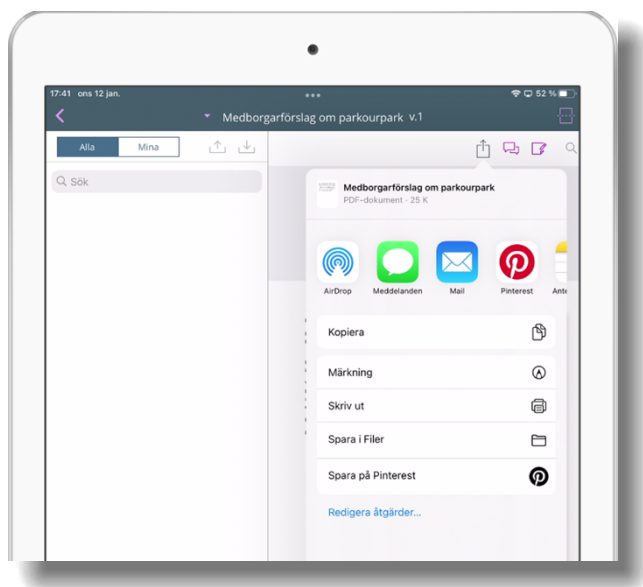 17:41 ons 12 jan.
52 %
Medborgarförslag om parkourpark v.1
Alla Mina
Sök
Medborgarförslag om parkourpark
PDF-dokument · 25 K
AirDrop Meddelanden Mail Pinterest Ante
Kopiera
Märkning
Skriv ut
Spara i Filer
Spara på Pinterest
Redigera åtgärder...